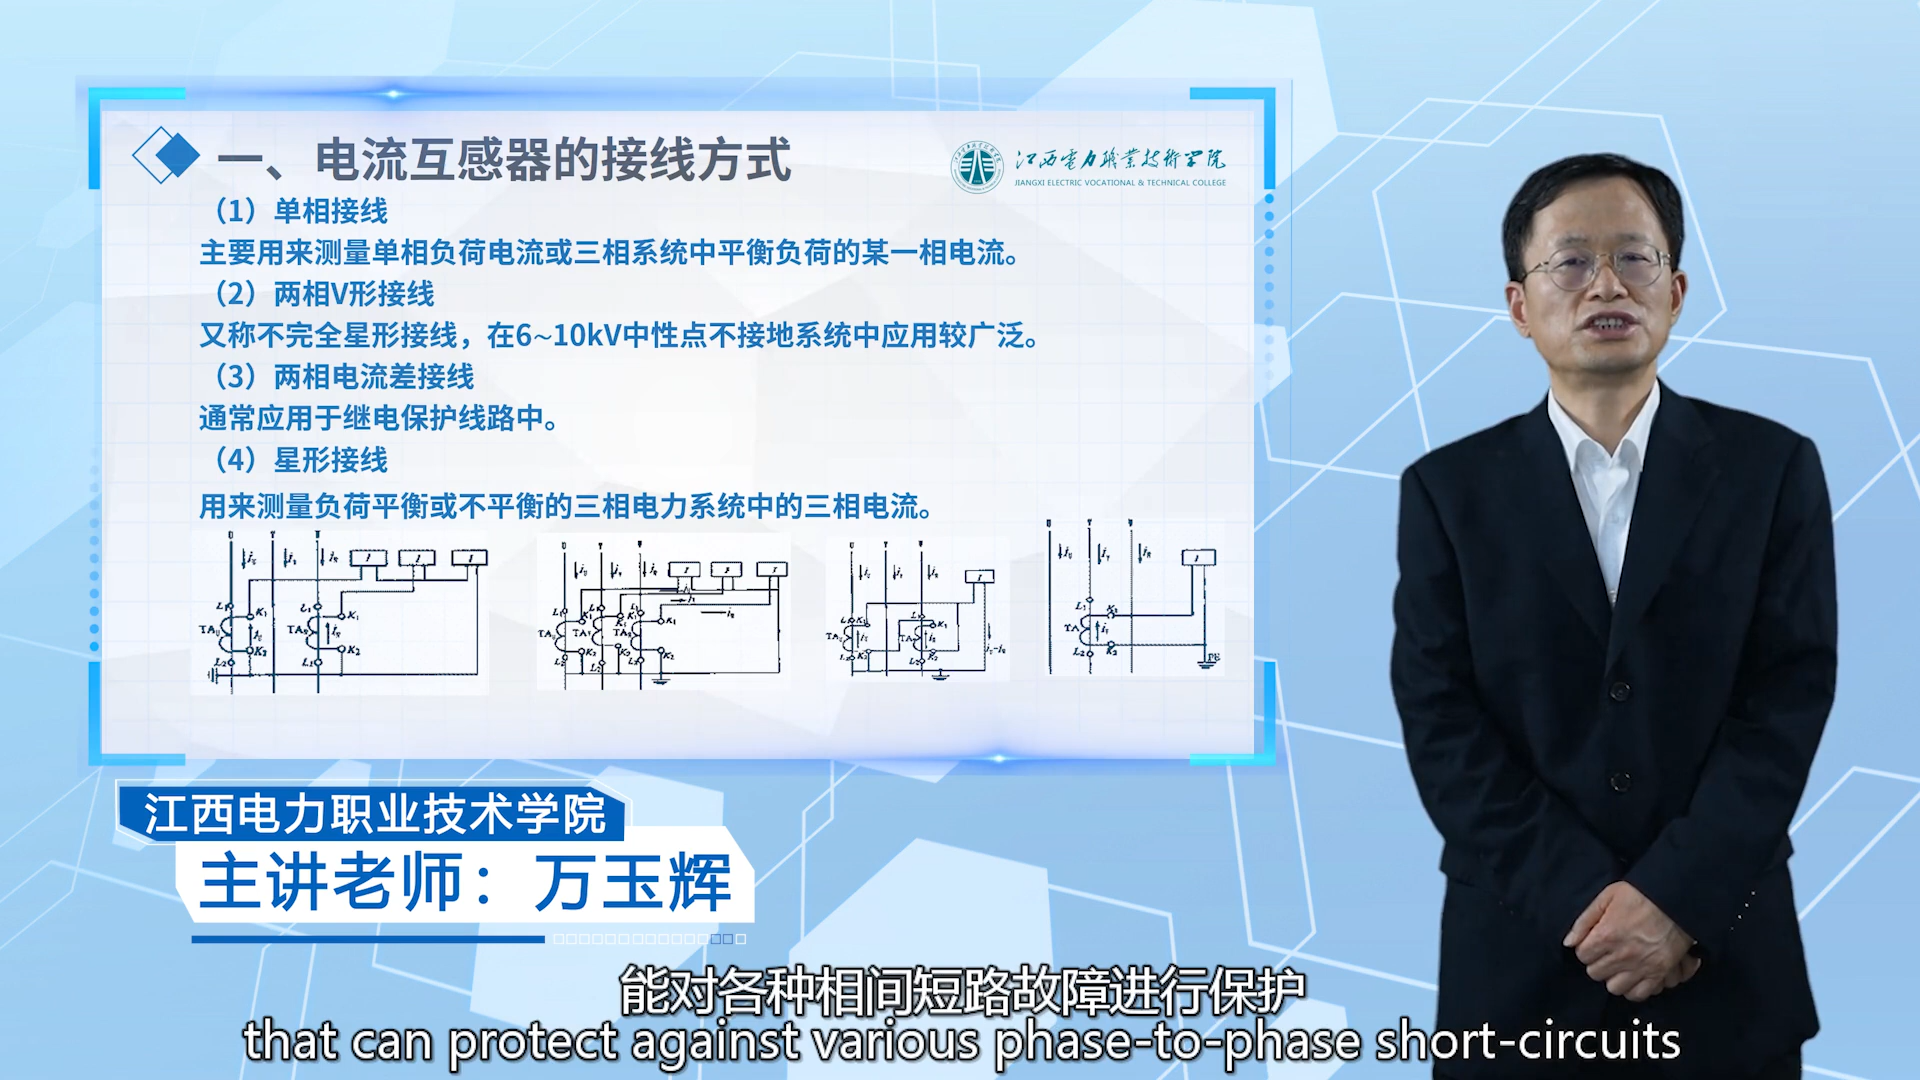 一、电流互感器的接线方式
江西電力職業技術學院
JIANGXI ELECTRIC VOCATIONAL & TECHNICAL COLLEGE
（1）单相接线
主要用来测量单相负荷电流或三相系统中平衡负荷的某一相电流。
（2）两相V形接线
又称不完全星形接线，在6~10kV中性点不接地系统中应用较广泛。
（3）两相电流差接线
通常应用于继电保护线路中。
（4）星形接线
用来测量负荷平衡或不平衡的三相电力系统中的三相电流。
江西电力职业技术学院
主讲老师：万玉辉
能对各种相间短路故障进行保护
that can protect against various phase-to-phase short-circuits